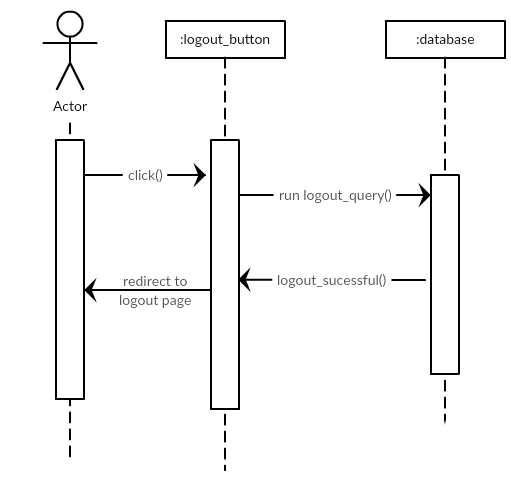 :logout_button
:database
Actor
click()
run logout_query()
logout_sucessful()
redirect to
logout page